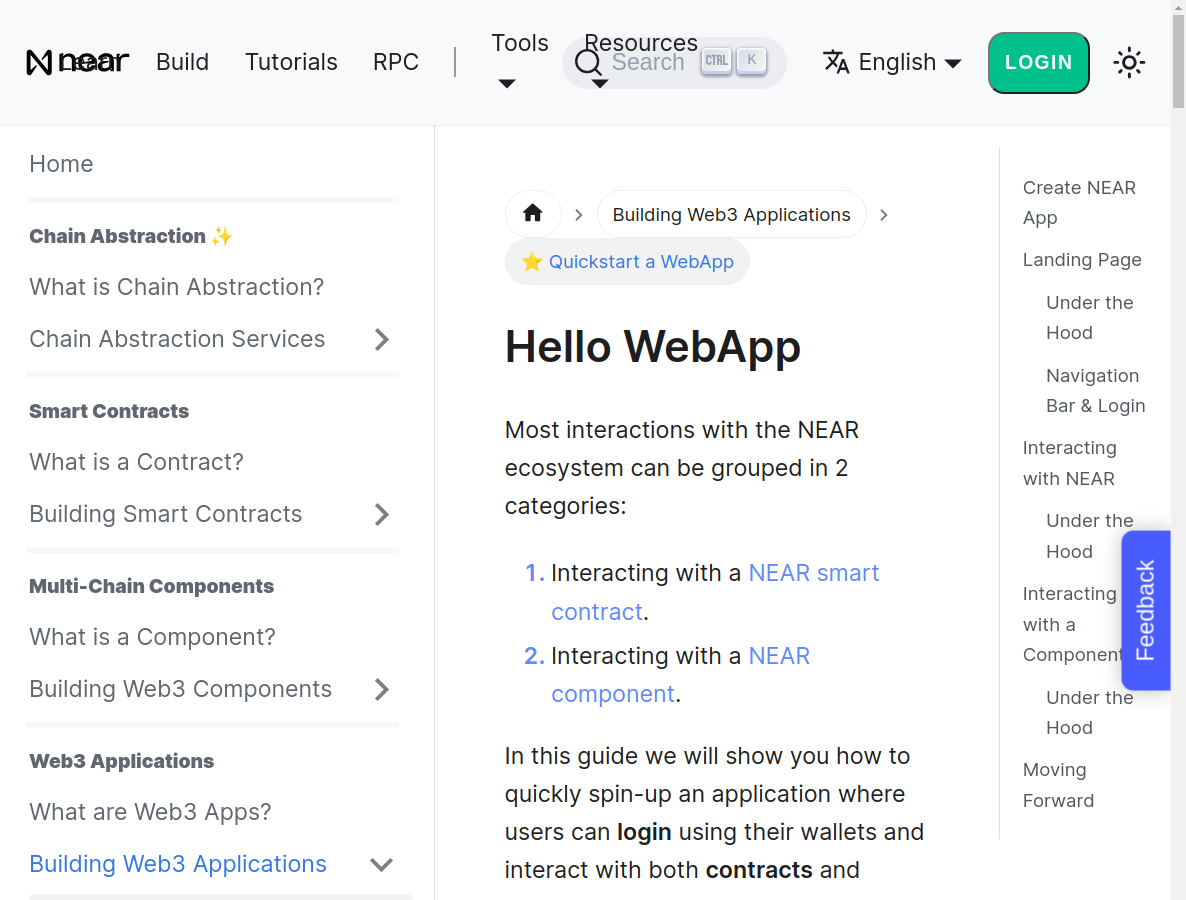 near
Learn
Build
Tutorials
RPC
Tools
Resources
Search
CTRL
K
English
LOGIN
Home
Chain Abstraction ✨
What is Chain Abstraction?
Chain Abstraction Services
Smart Contracts
What is a Contract?
Building Smart Contracts
Multi-Chain Components
What is a Component?
Building Web3 Components
Web3 Applications
What are Web3 Apps?
Building Web3 Applications
Building Web3 Applications
⭐ Quickstart a WebApp
Hello WebApp
Most interactions with the NEAR
ecosystem can be grouped in 2
categories:
1. Interacting with a NEAR smart
contract.
2. Interacting with a NEAR
component.
In this guide we will show you how to
quickly spin-up an application where
users can login using their wallets and
interact with both contracts and
Create NEAR
App
Landing Page
Under the
Hood
Navigation
Bar & Login
Interacting
with NEAR
Under the
Hood
Interacting
with a
Component
Under the
Hood
Moving
Forward
Feedback